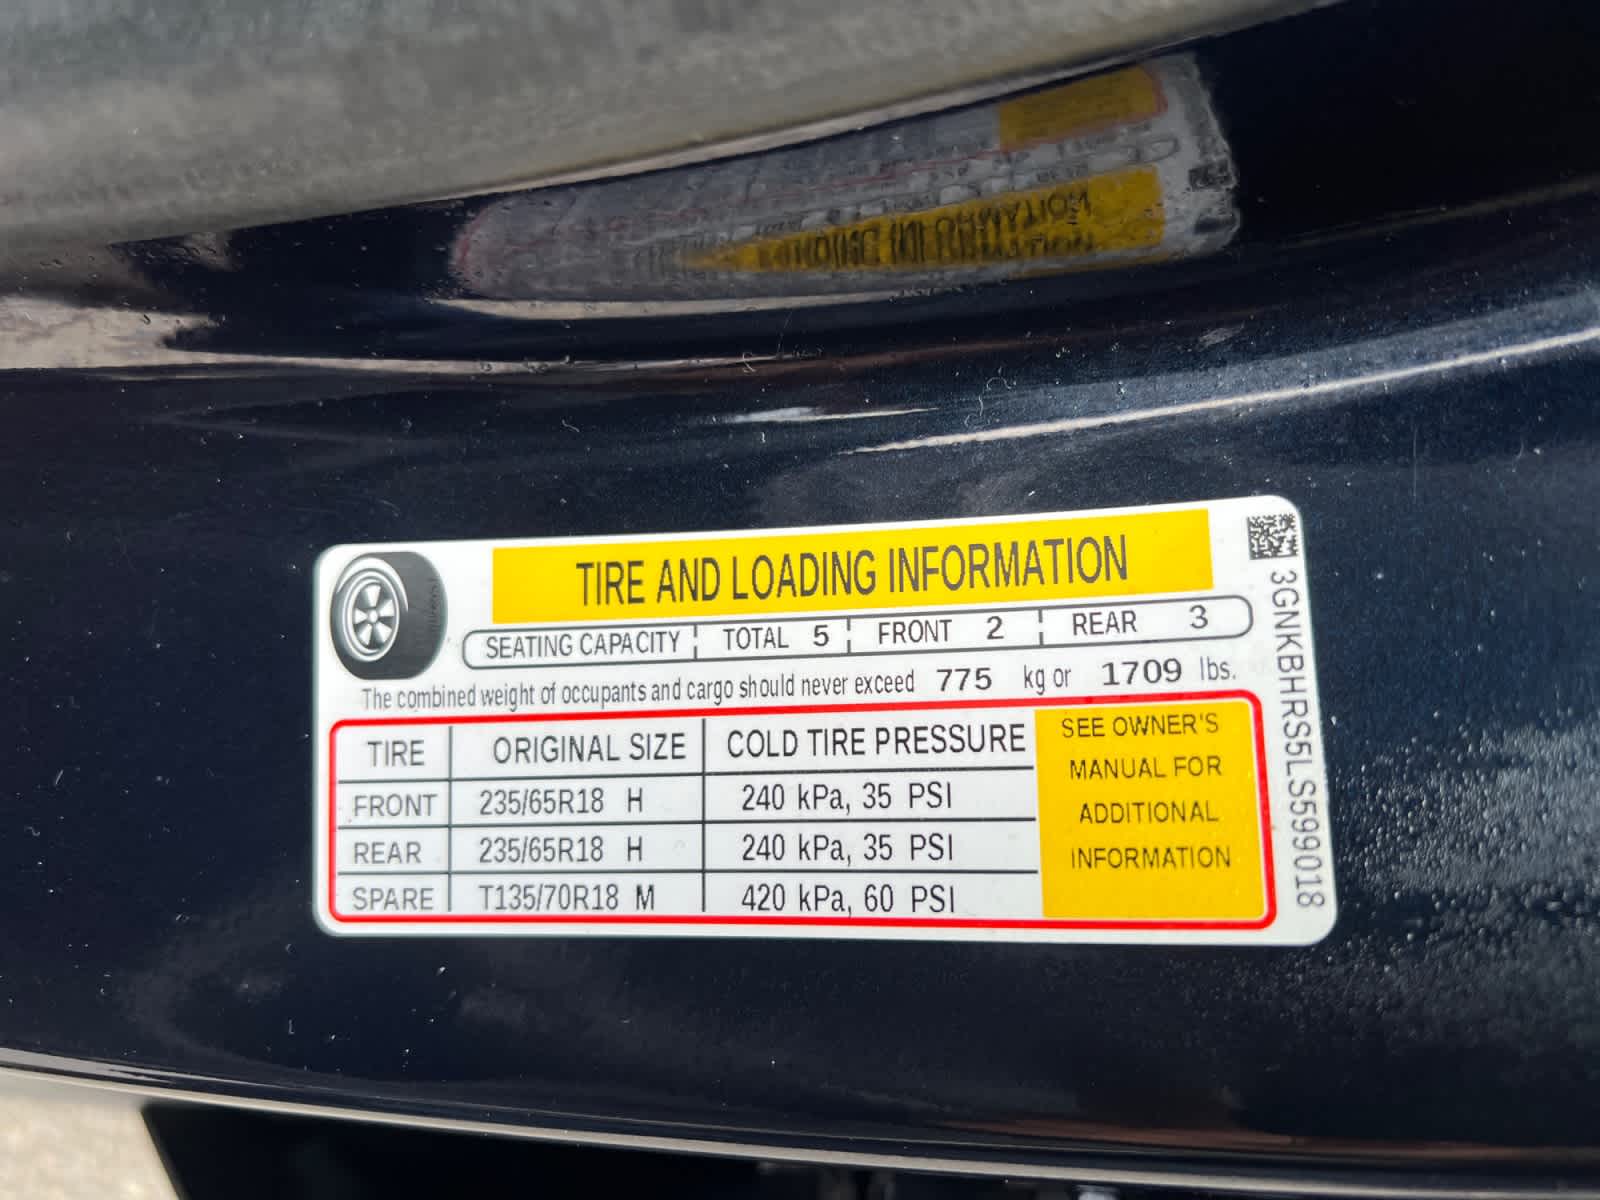 TIRE AND LOADING INFORMATION
SEATING CAPACITY TOTAL 5 FRONT 2 REAR 3
The combined weight of occupants and cargo should never exceed 775 kg or 1709 lbs.
TIRE ORIGINAL SIZE COLD TIRE PRESSURE
FRONT 235/65R18 H 240 kPa, 35 PSI
REAR 235/65R18 H 240 kPa, 35 PSI
SPARE T135/70R18 M 420 kPa, 60 PSI
SEE OWNER'S
MANUAL FOR
ADDITIONAL
INFORMATION
3GNKBHRS5LS599018